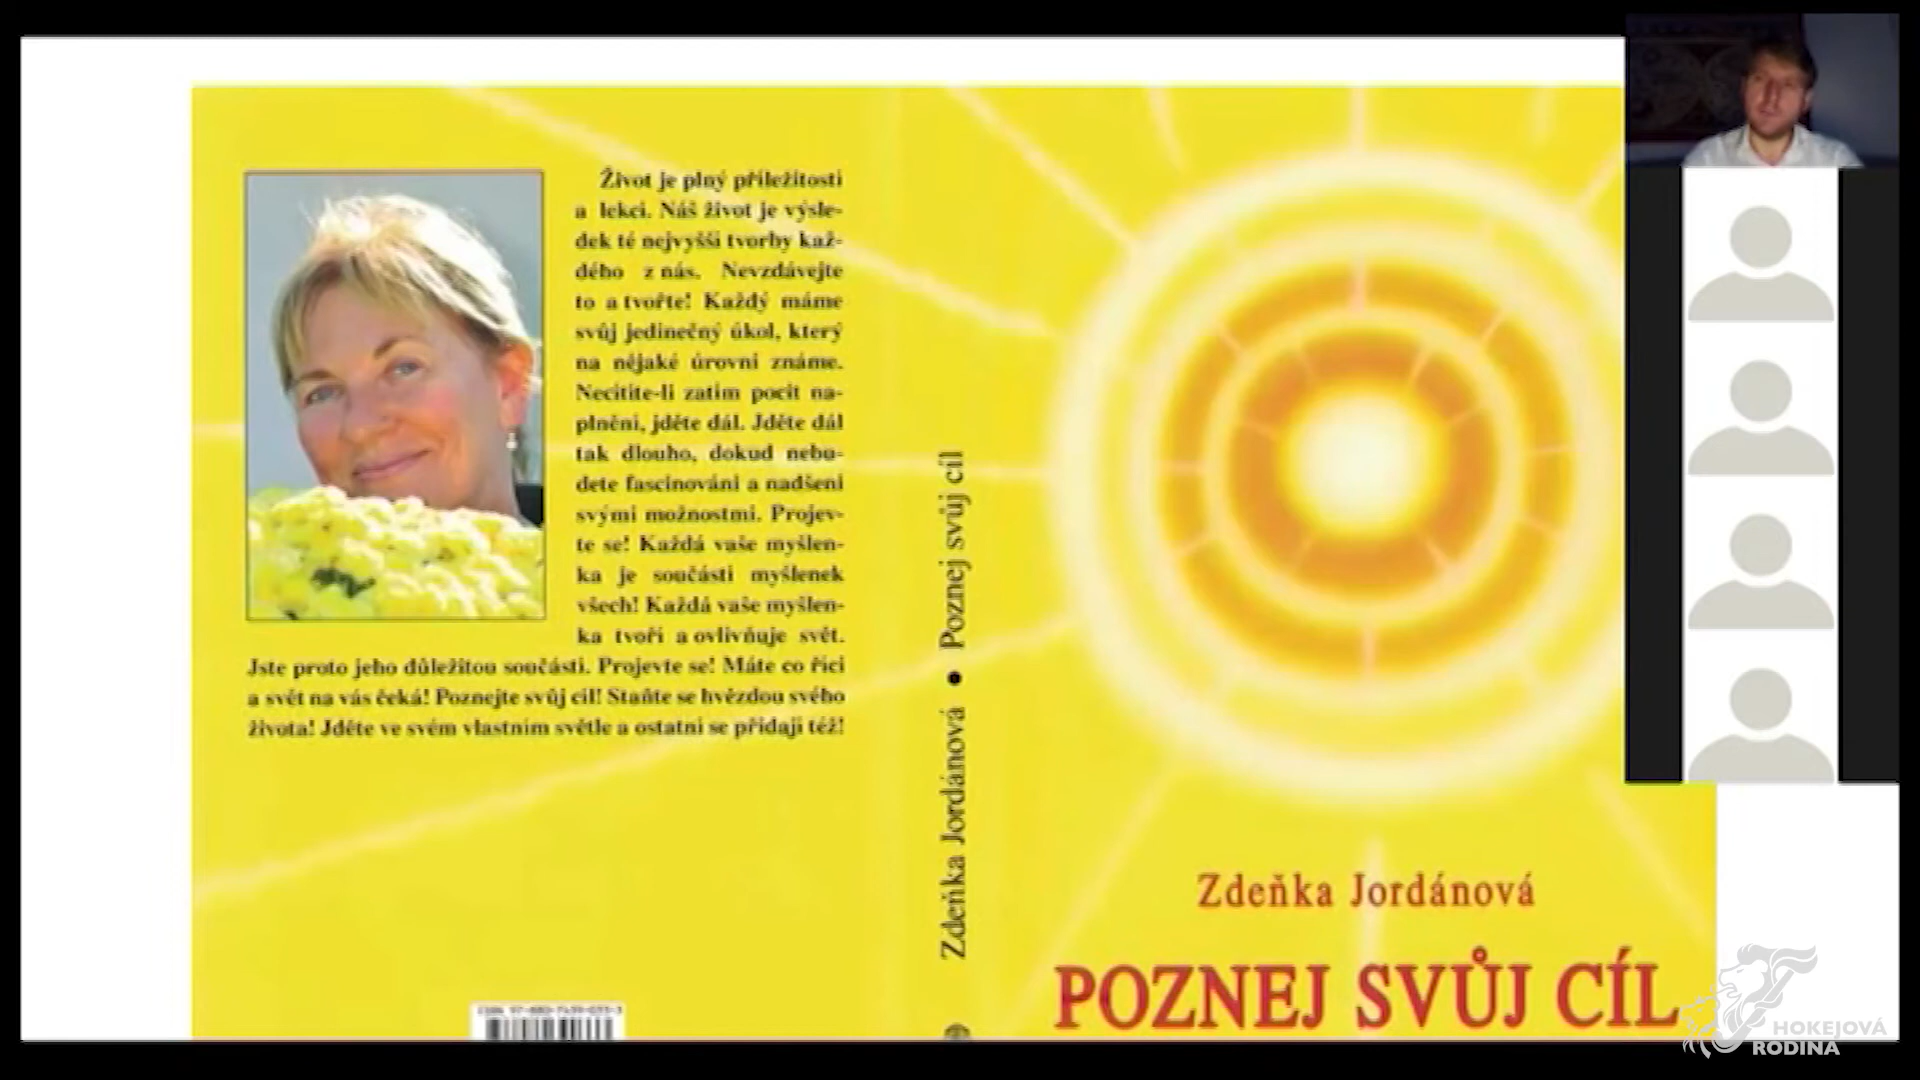 Život je plný příležitostí
a lekcí. Náš život je výsle-
dek té nejvyšší tvorby kaž-
dého z nás. Nevzdávejte
to a tvořte! Každý máme
svůj jedinečný úkol, který
na nějaké úrovni známe.
Necítíte-li zatím pocit na-
plnění, jděte dál. Jděte dál
tak dlouho, dokud nebu-
dete fascinováni a nadšeni
svými možnostmi. Projev-
te se! Každá vaše myšlen-
ka je součástí myšlenek
všech! Každá vaše myšlen-
ka tvoří a ovlivňuje svět.
Jste proto jeho důležitou součástí. Projevte se! Máte co říci
a svět na vás čeká! Poznejte svůj cíl! Staňte se hvězdou svého
života! Jděte ve svém vlastním světle a ostatní se přidají též!
Zdeňka Jordánová • Poznej svůj cíl
Zdeňka Jordánová
POZNEJ SVŮJ CÍL
HOKEJOVÁ
RODINA